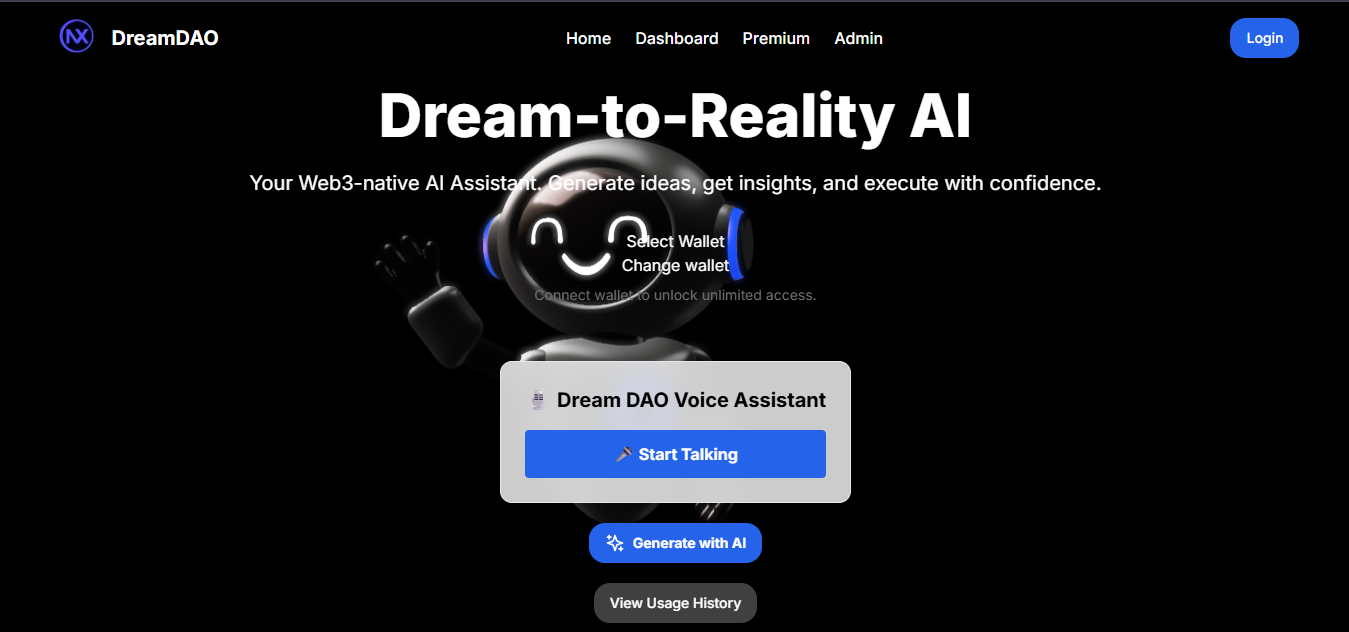 NX DreamDAO Home Dashboard Premium Admin Login
Dream-to-Reality AI
Your Web3-native AI Assistant. Generate ideas, get insights, and execute with confidence.
Select Wallet
Change wallet
Connect wallet to unlock unlimited access.
🎙️ Dream DAO Voice Assistant
🎤 Start Talking
Generate with AI
View Usage History